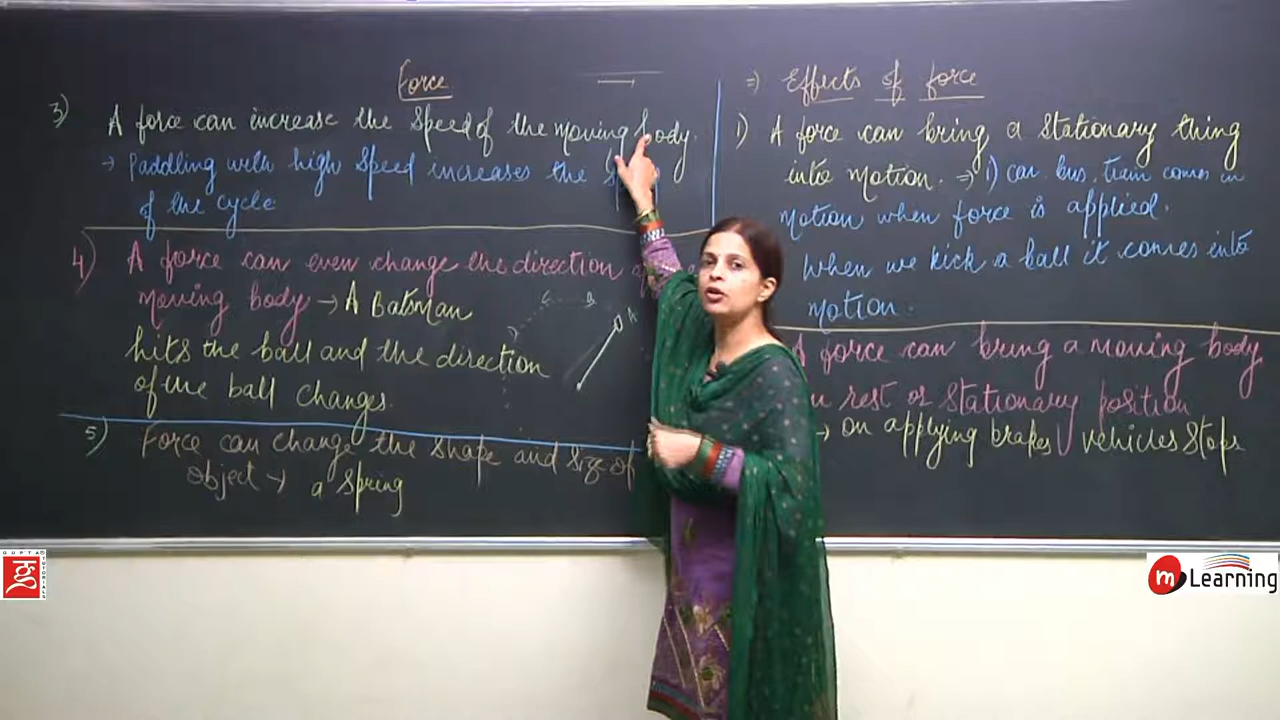 Force
3) A force can increase the speed of the moving body.
→ Paddling with high speed increases the
of the cycle
4) A force can even change the direction
moving body → A Batsman
hits the ball and the direction
of the ball changes.
5) Force can change the shape and size of
object → a spring
C B
A
⇒ Effects of force
1) A force can bring a stationary thing
into motion. → 1) car, bus, train comes in
motion when force is applied.
when we kick a ball it comes into
motion.
A force can bring a moving body
rest or stationary position
→ on applying brakes vehicles stops
GUPTA TUTORIALS
m Learning